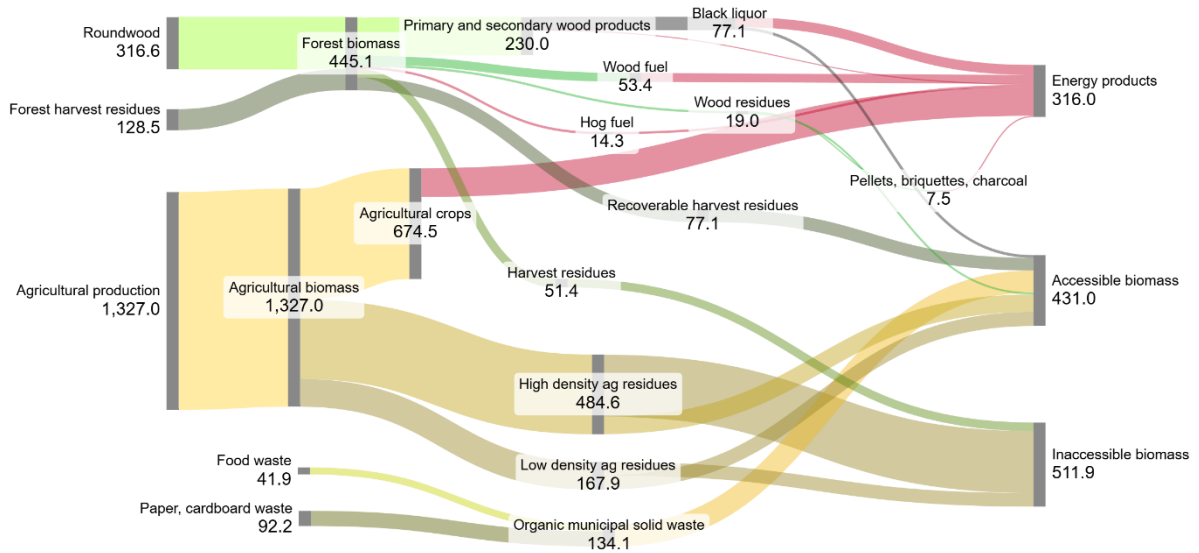 Roundwood
316.6
Forest harvest residues
128.5
Agricultural production
1,327.0
Food waste
41.9
Paper, cardboard waste
92.2
Forest biomass
445.1
Agricultural biomass
1,327.0
Primary and secondary wood products
230.0
Agricultural crops
674.5
Black liquor
77.1
Wood fuel
53.4
Wood residues
19.0
Hog fuel
14.3
Recoverable harvest residues
77.1
Harvest residues
51.4
High density ag residues
484.6
Low density ag residues
167.9
Organic municipal solid waste
134.1
Pellets, briquettes, charcoal
7.5
Energy products
316.0
Accessible biomass
431.0
Inaccessible biomass
511.9